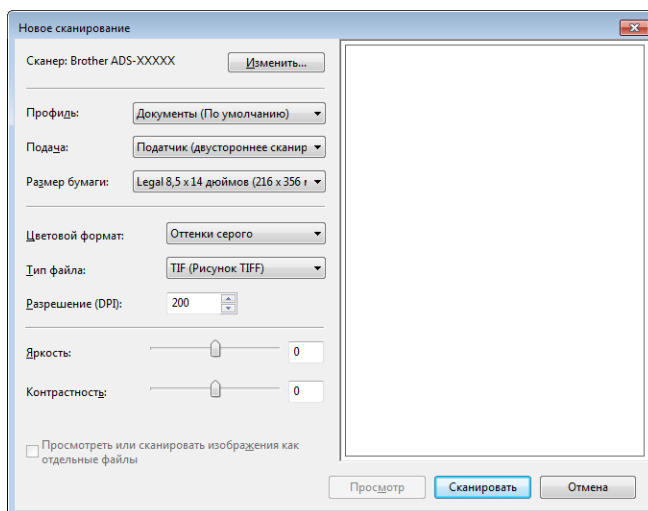 Новое сканирование
Сканер: Brother ADS-XXXXX
Изменить...
Профиль:
Документы (По умолчанию)
Подача:
Податчик (двустороннее сканир
Размер бумаги:
Legal 8,5 x 14 дюймов (216 x 356 г
Цветовой формат:
Оттенки серого
Тип файла:
TIF (Рисунок TIFF)
Разрешение (DPI):
200
Яркость:
0
Контрастность:
0
Просмотреть или сканировать изображения как
отдельные файлы
Просмотр
Сканировать
Отмена